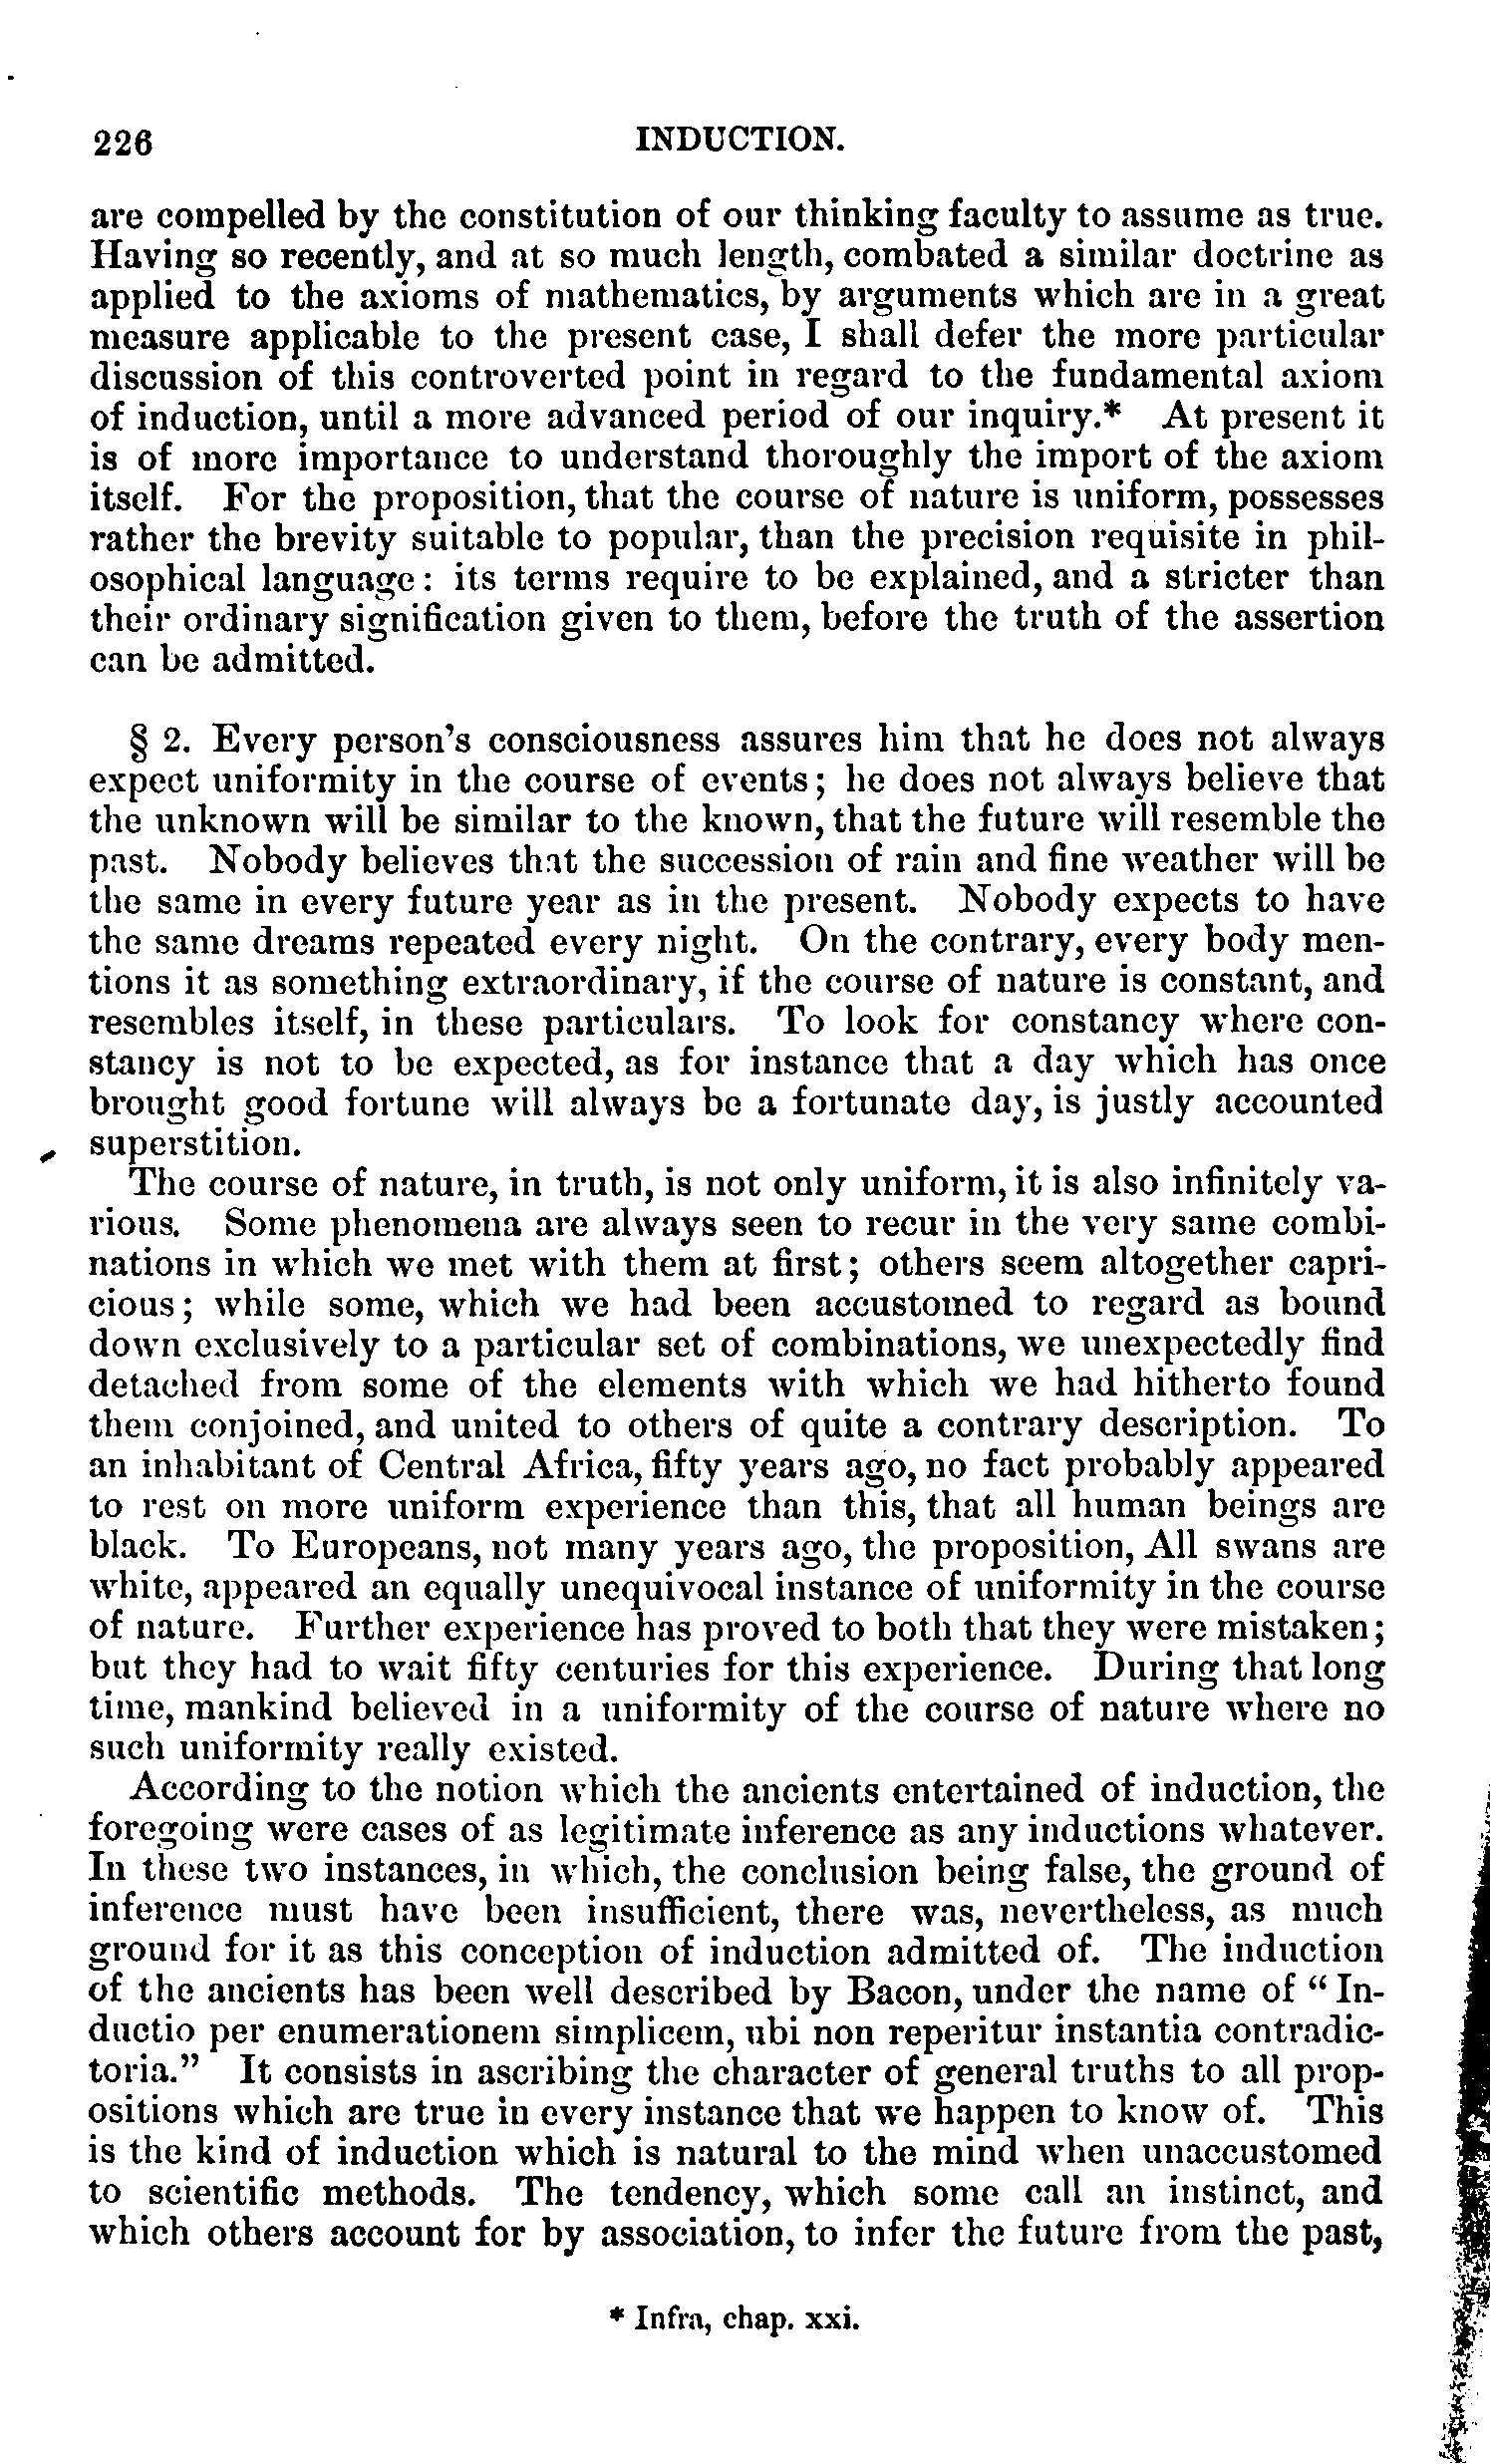 226 INDUCTION.
are compelled by the constitution of our thinking faculty to assume as true.
Having so recently, and at so much length, combated a similar doctrine as
applied to the axioms of mathematics, by arguments which are in a great
measure applicable to the present case, I shall defer the more particular
discussion of this controverted point in regard to the fundamental axiom
of induction, until a more advanced period of our inquiry.* At present it
is of more importance to understand thoroughly the import of the axiom
itself. For the proposition, that the course of nature is uniform, possesses
rather the brevity suitable to popular, than the precision requisite in phil-
osophical language: its terms require to be explained, and a stricter than
their ordinary signification given to them, before the truth of the assertion
can be admitted.
§ 2. Every person's consciousness assures him that he does not always
expect uniformity in the course of events; he does not always believe that
the unknown will be similar to the known, that the future will resemble the
past. Nobody believes that the succession of rain and fine weather will be
the same in every future year as in the present. Nobody expects to have
the same dreams repeated every night. On the contrary, every body men-
tions it as something extraordinary, if the course of nature is constant, and
resembles itself, in these particulars. To look for constancy where con-
stancy is not to be expected, as for instance that a day which has once
brought good fortune will always be a fortunate day, is justly accounted
superstition.
The course of nature, in truth, is not only uniform, it is also infinitely va-
rious. Some phenomena are always seen to recur in the very same combi-
nations in which we met with them at first; others seem altogether capri-
cious; while some, which we had been accustomed to regard as bound
down exclusively to a particular set of combinations, we unexpectedly find
detached from some of the elements with which we had hitherto found
them conjoined, and united to others of quite a contrary description. To
an inhabitant of Central Africa, fifty years ago, no fact probably appeared
to rest on more uniform experience than this, that all human beings are
black. To Europeans, not many years ago, the proposition, All swans are
white, appeared an equally unequivocal instance of uniformity in the course
of nature. Further experience has proved to both that they were mistaken;
but they had to wait fifty centuries for this experience. During that long
time, mankind believed in a uniformity of the course of nature where no
such uniformity really existed.
According to the notion which the ancients entertained of induction, the
foregoing were cases of as legitimate inference as any inductions whatever.
In these two instances, in which, the conclusion being false, the ground of
inference must have been insufficient, there was, nevertheless, as much
ground for it as this conception of induction admitted of. The induction
of the ancients has been well described by Bacon, under the name of "In-
ductio per enumerationem simplicem, ubi non reperitur instantia contradic-
toria." It consists in ascribing the character of general truths to all prop-
ositions which are true in every instance that we happen to know of. This
is the kind of induction which is natural to the mind when unaccustomed
to scientific methods. The tendency, which some call an instinct, and
which others account for by association, to infer the future from the past,
* Infra, chap. xxi.